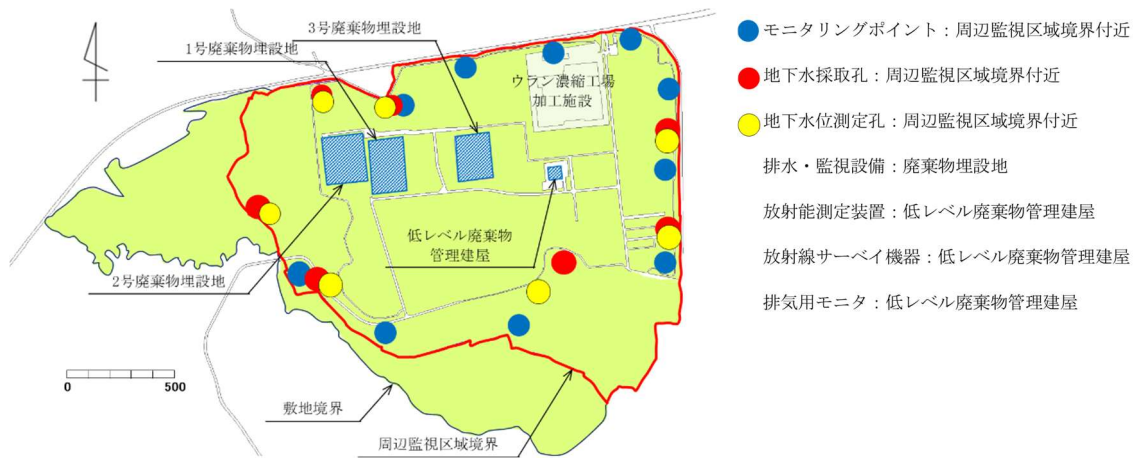 3号廃棄物埋設地
1号廃棄物埋設地
ウラン濃縮工場
加工施設
低レベル廃棄物
管理建屋
2号廃棄物埋設地
0
500
敷地境界
周辺監視区域境界
モニタリングポイント：周辺監視区域境界付近
地下水採取孔：周辺監視区域境界付近
地下水位測定孔：周辺監視区域境界付近
排水・監視設備：廃棄物埋設地
放射能測定装置：低レベル廃棄物管理建屋
放射線サーベイ機器：低レベル廃棄物管理建屋
排気用モニタ：低レベル廃棄物管理建屋